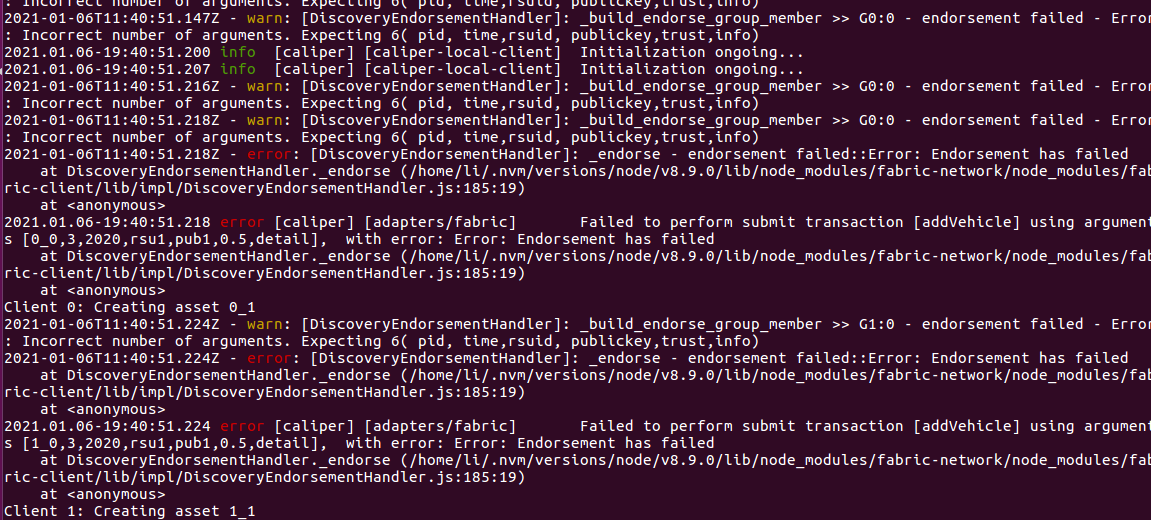 : Incorrect number of arguments. Expecting 6( pid, time,rsuid, publickey,trust,info)
2021-01-06T11:40:51.147Z - warn: [DiscoveryEndorsementHandler]: _build_endorse_group_member >> G0:0 - endorsement failed - Error
: Incorrect number of arguments. Expecting 6( pid, time,rsuid, publickey,trust,info)
2021.01.06-19:40:51.200 info  [caliper] [caliper-local-client]  Initialization ongoing...
2021.01.06-19:40:51.207 info  [caliper] [caliper-local-client]  Initialization ongoing...
2021-01-06T11:40:51.216Z - warn: [DiscoveryEndorsementHandler]: _build_endorse_group_member >> G0:0 - endorsement failed - Error
: Incorrect number of arguments. Expecting 6( pid, time,rsuid, publickey,trust,info)
2021-01-06T11:40:51.218Z - warn: [DiscoveryEndorsementHandler]: _build_endorse_group_member >> G0:0 - endorsement failed - Error
: Incorrect number of arguments. Expecting 6( pid, time,rsuid, publickey,trust,info)
2021-01-06T11:40:51.218Z - error: [DiscoveryEndorsementHandler]: _endorse - endorsement failed::Error: Endorsement has failed
    at DiscoveryEndorsementHandler._endorse (/home/li/.nvm/versions/node/v8.9.0/lib/node_modules/fabric-network/node_modules/fab
ric-client/lib/impl/DiscoveryEndorsementHandler.js:185:19)
    at <anonymous>
2021.01.06-19:40:51.218 error [caliper] [adapters/fabric]       Failed to perform submit transaction [addVehicle] using argument
s [0_0,3,2020,rsu1,pub1,0.5,detail],  with error: Error: Endorsement has failed
    at DiscoveryEndorsementHandler._endorse (/home/li/.nvm/versions/node/v8.9.0/lib/node_modules/fabric-network/node_modules/fab
ric-client/lib/impl/DiscoveryEndorsementHandler.js:185:19)
    at <anonymous>
Client 0: Creating asset 0_1
2021-01-06T11:40:51.224Z - warn: [DiscoveryEndorsementHandler]: _build_endorse_group_member >> G1:0 - endorsement failed - Error
: Incorrect number of arguments. Expecting 6( pid, time,rsuid, publickey,trust,info)
2021-01-06T11:40:51.224Z - error: [DiscoveryEndorsementHandler]: _endorse - endorsement failed::Error: Endorsement has failed
    at DiscoveryEndorsementHandler._endorse (/home/li/.nvm/versions/node/v8.9.0/lib/node_modules/fabric-network/node_modules/fab
ric-client/lib/impl/DiscoveryEndorsementHandler.js:185:19)
    at <anonymous>
2021.01.06-19:40:51.224 error [caliper] [adapters/fabric]       Failed to perform submit transaction [addVehicle] using argument
s [1_0,3,2020,rsu1,pub1,0.5,detail],  with error: Error: Endorsement has failed
    at DiscoveryEndorsementHandler._endorse (/home/li/.nvm/versions/node/v8.9.0/lib/node_modules/fabric-network/node_modules/fab
ric-client/lib/impl/DiscoveryEndorsementHandler.js:185:19)
    at <anonymous>
Client 1: Creating asset 1_1